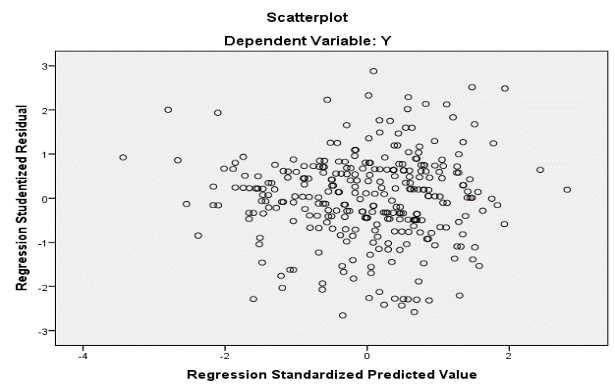 Scatterplot
Dependent Variable: Y
Regression Studentized Residual
3
2
1
0
-1
-2
-3
-4
-2
0
2
Regression Standardized Predicted Value